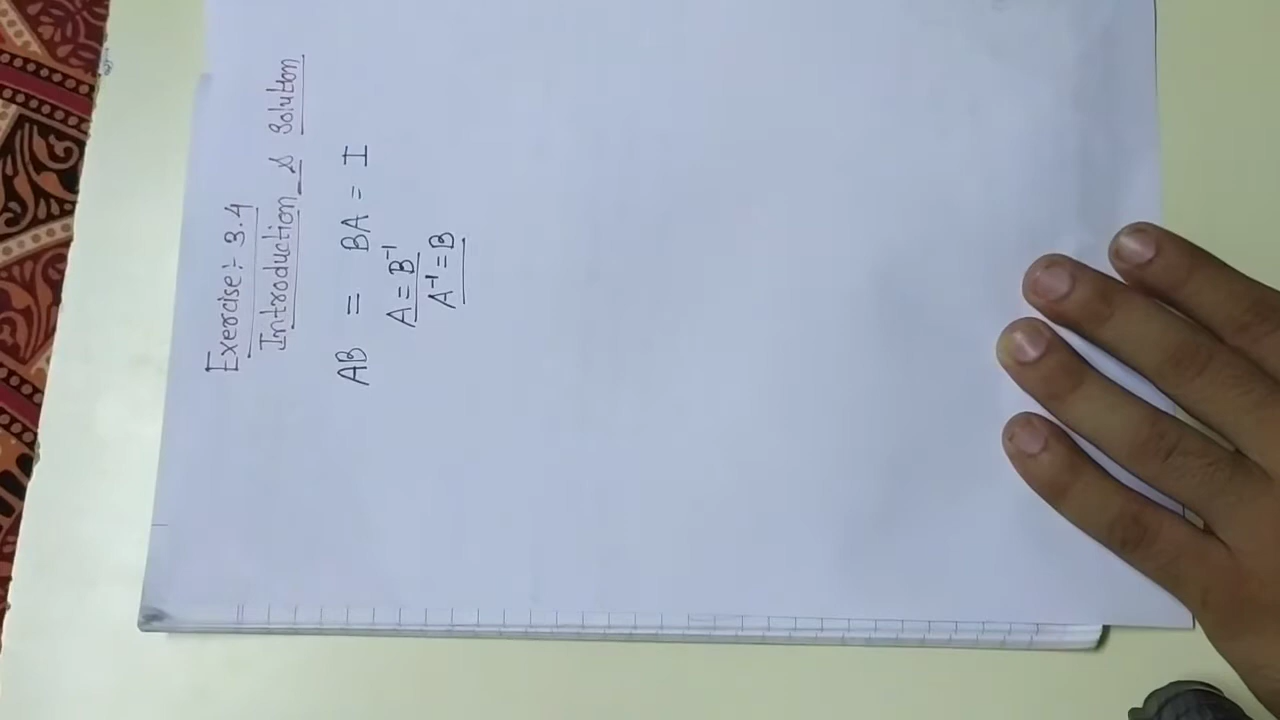 Exercise:- 3.4
Introduction & Solution
AB = BA = I
A = B⁻¹
A⁻¹ = B